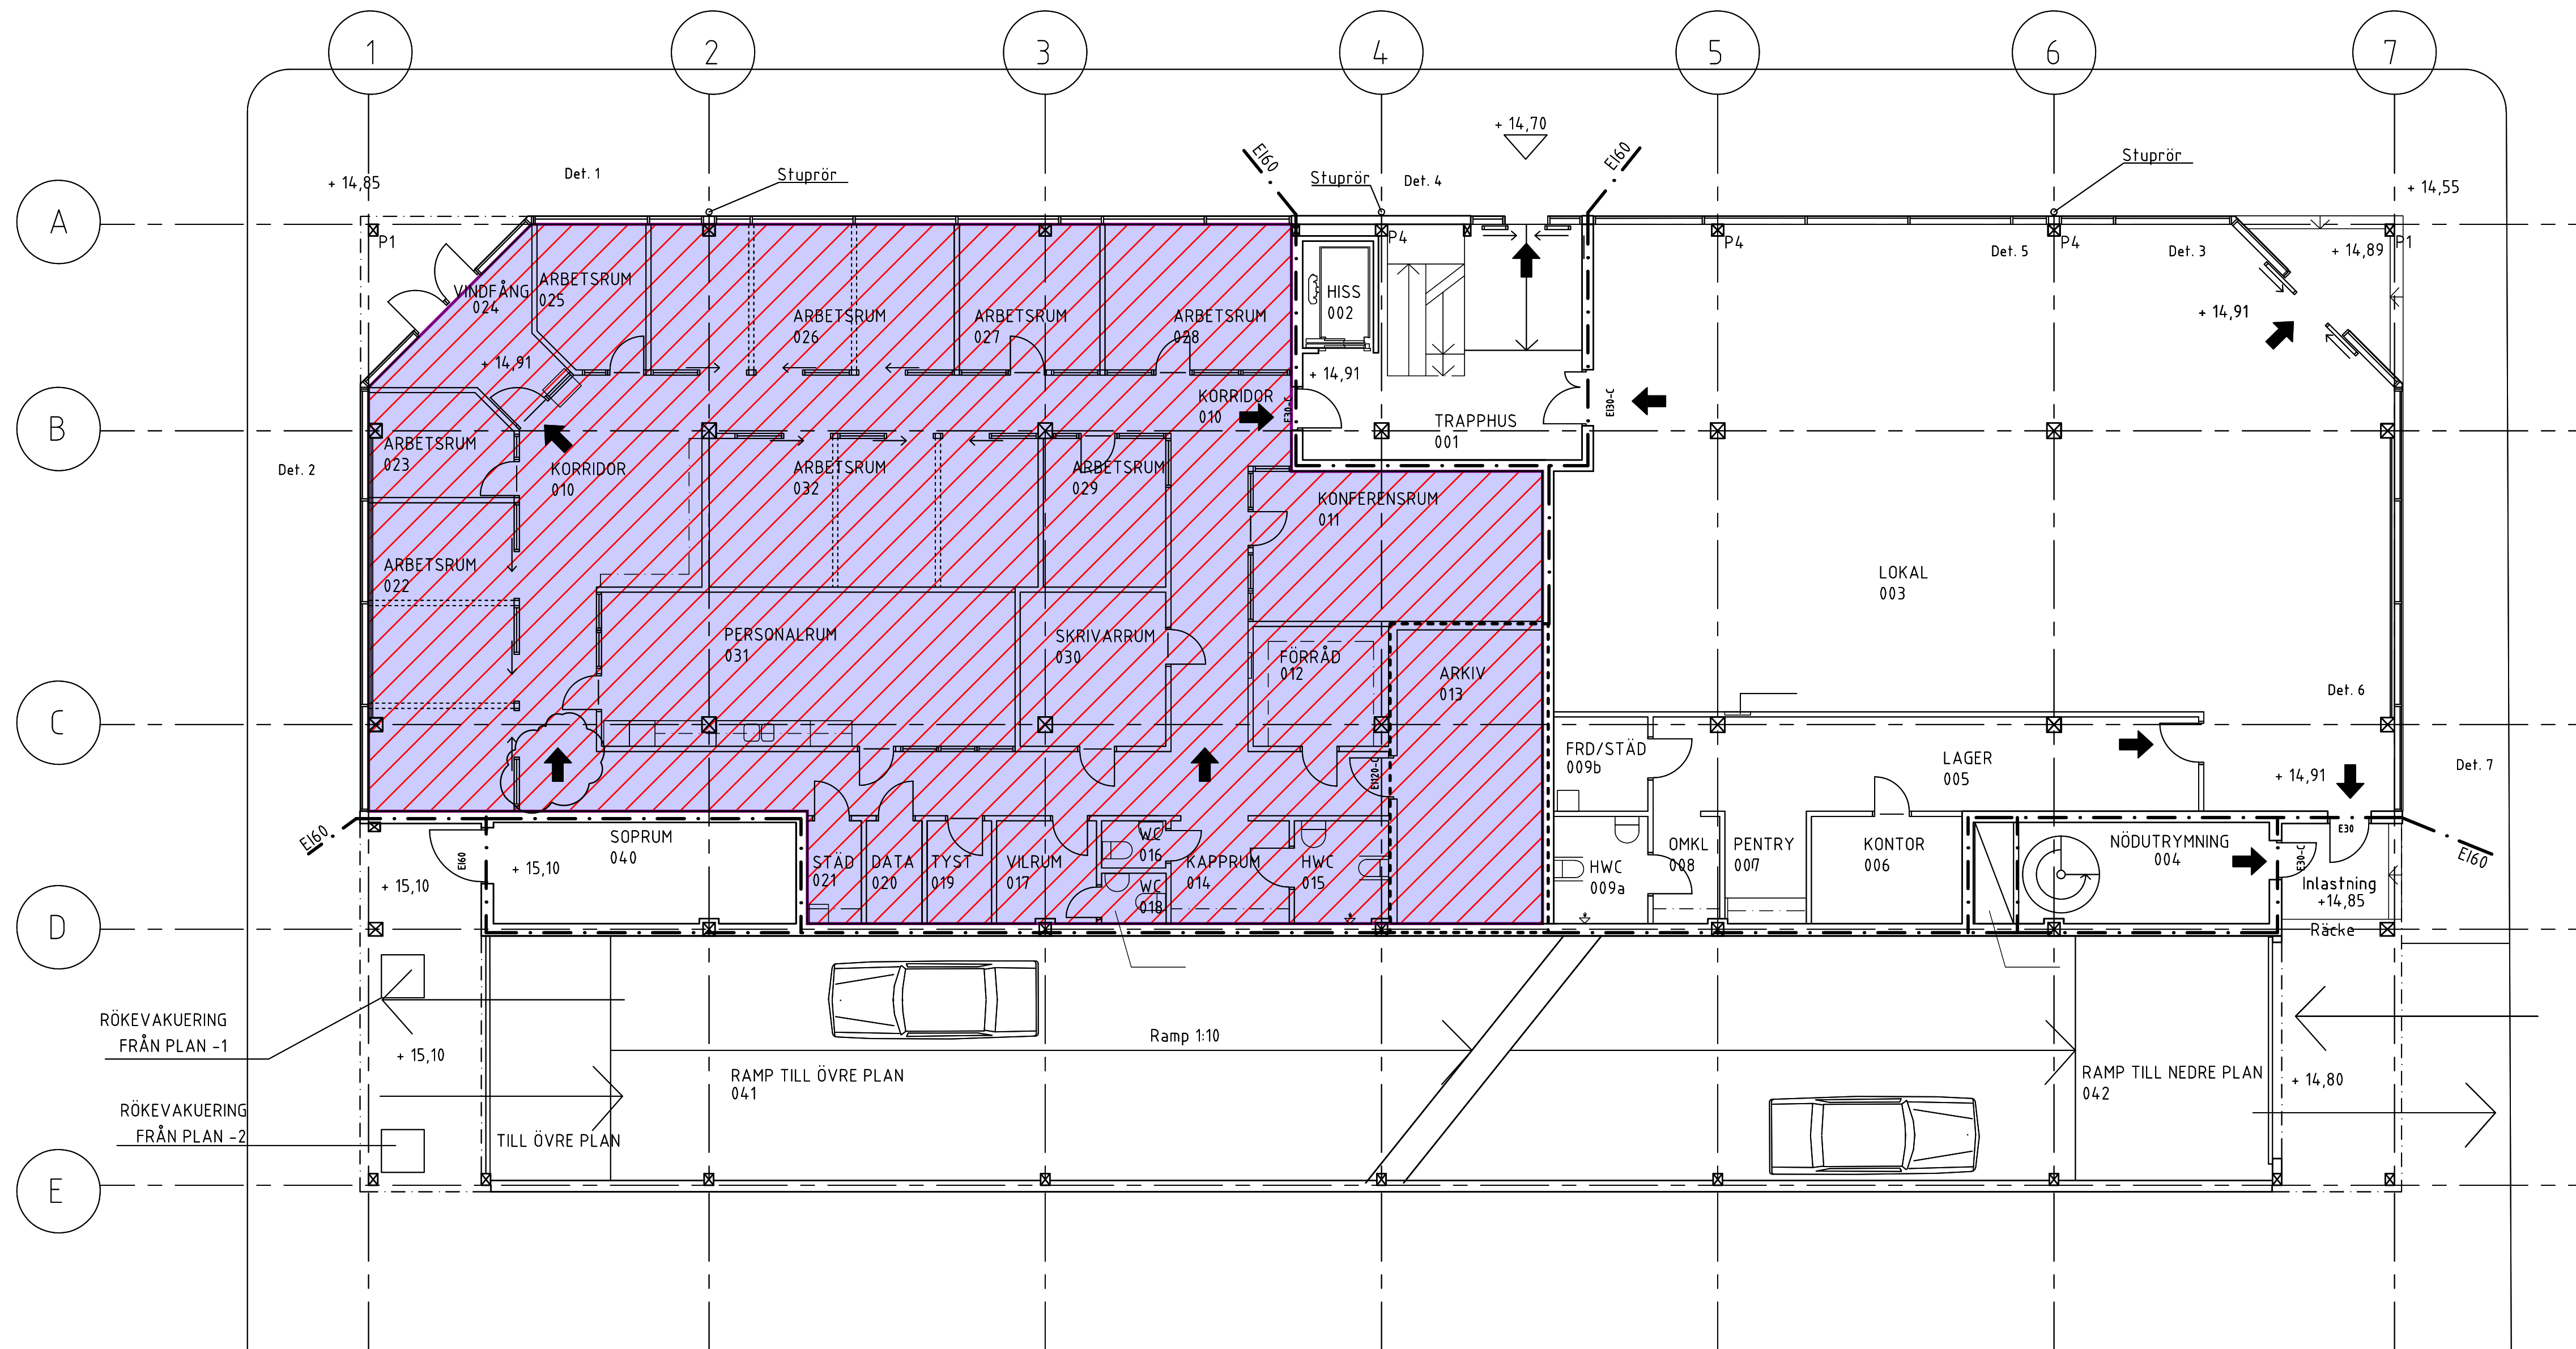 1
2
3
4
5
6
7
A
B
C
D
E
+ 14,85
Det. 1
Stuprör
EI60
Stuprör
Det. 4
+ 14,70
EI60
Stuprör
+ 14,55
P1
P4
P4
Det. 5
P4
Det. 3
+ 14,89
P1
VINDFÅNG
024
ARBETSRUM
025
ARBETSRUM
026
ARBETSRUM
027
ARBETSRUM
028
HISS
002
+ 14,91
+ 14,91
+ 14,91
KORRIDOR
010
EI30-C
TRAPPHUS
001
EI30-C
Det. 2
ARBETSRUM
023
KORRIDOR
010
ARBETSRUM
032
ARBETSRUM
029
KONFERENSRUM
011
ARBETSRUM
022
LOKAL
003
PERSONALRUM
031
SKRIVARRUM
030
FÖRRÅD
012
ARKIV
013
Det. 6
EI120-C
FRD/STÄD
009b
LAGER
005
+ 14,91
Det. 7
EI60
SOPRUM
040
EI60
+ 15,10
+ 15,10
STÄD
021
DATA
020
TYST
019
VILRUM
017
WC
016
WC
018
KAPPRUM
014
HWC
015
HWC
009a
OMKL
008
PENTRY
007
KONTOR
006
NÖDUTRYMNING
004
EI30-C
E30
EI60
Inlastning
+14,85
Räcke
RÖKEVAKUERING
FRÅN PLAN -1
+ 15,10
RÖKEVAKUERING
FRÅN PLAN -2
Ramp 1:10
RAMP TILL ÖVRE PLAN
041
TILL ÖVRE PLAN
RAMP TILL NEDRE PLAN
042
+ 14,80